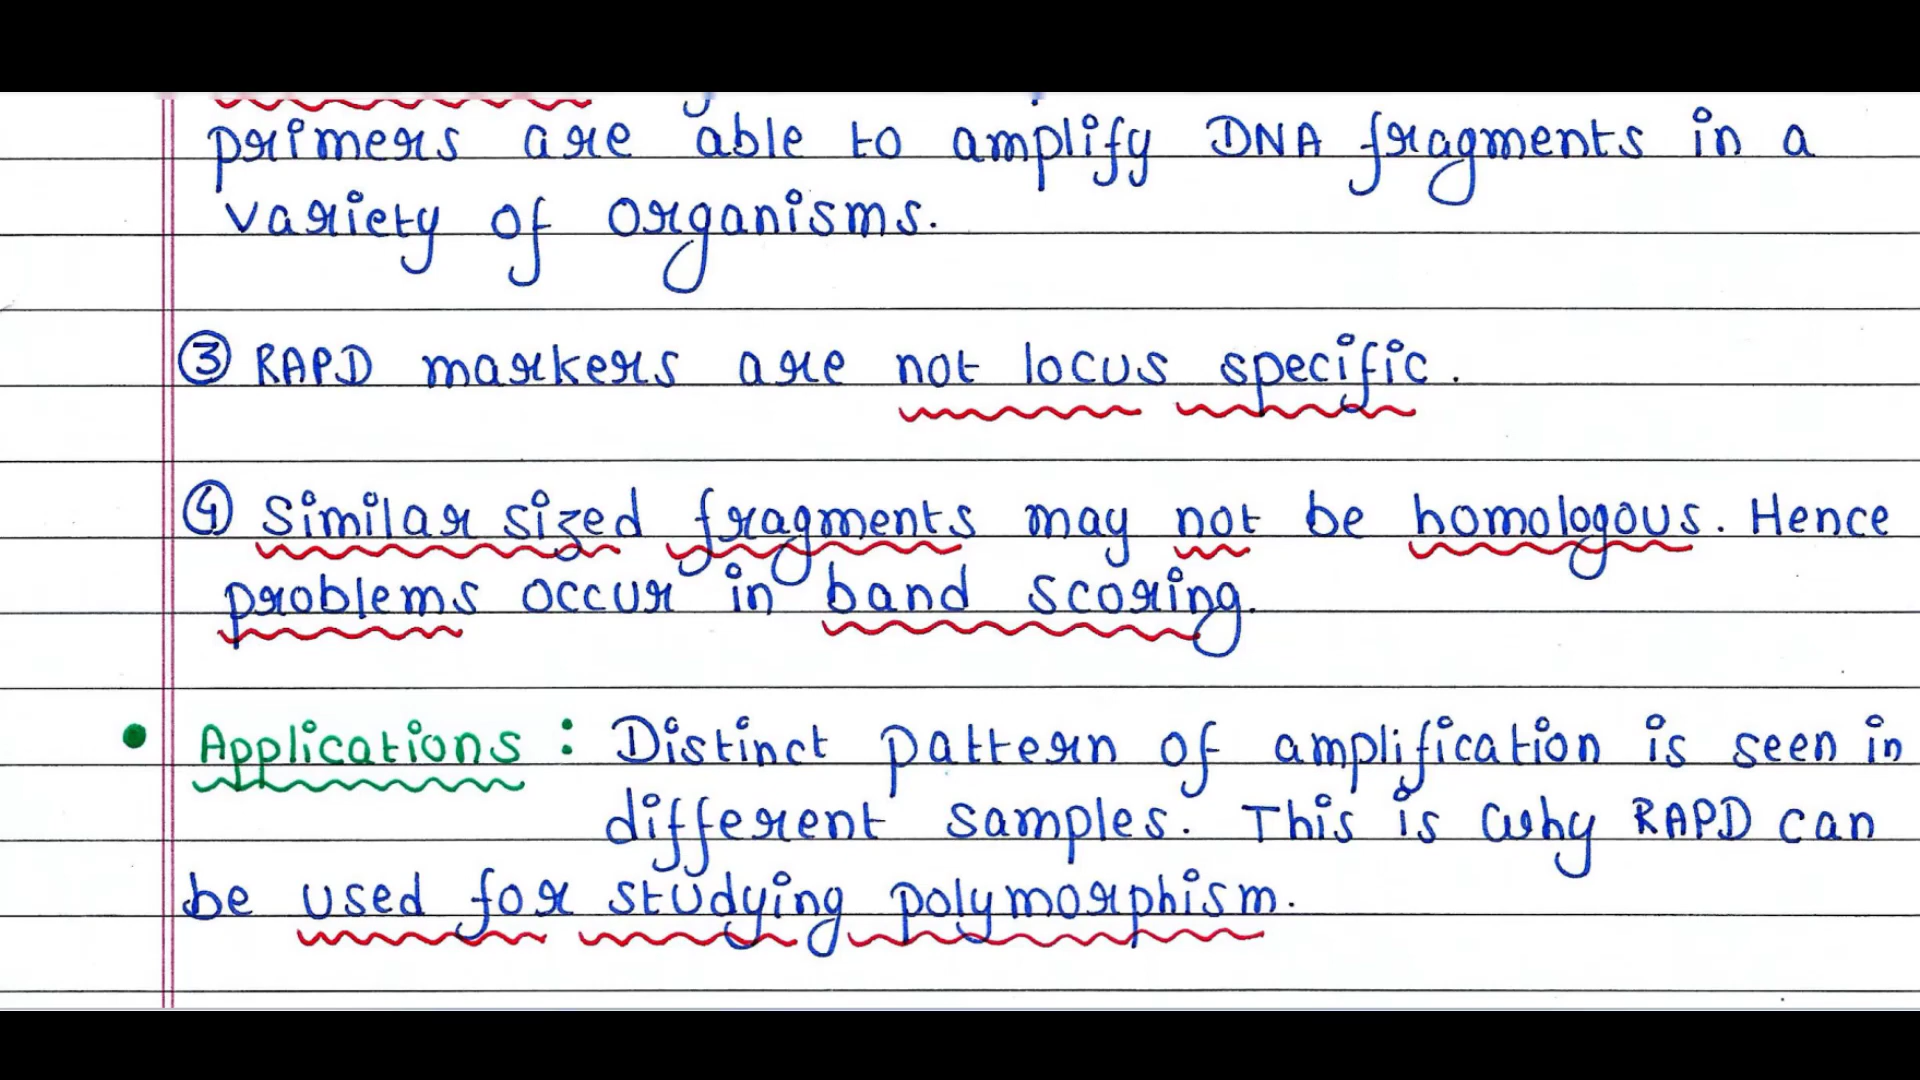 primers are able to amplify DNA fragments in a
variety of organisms.
③ RAPD markers are not locus specific.
④ Similar sized fragments may not be homologous. Hence
problems occur in band scoring.
• Applications : Distinct pattern of amplification is seen in
different samples. This is why RAPD can
be used for studying polymorphism.